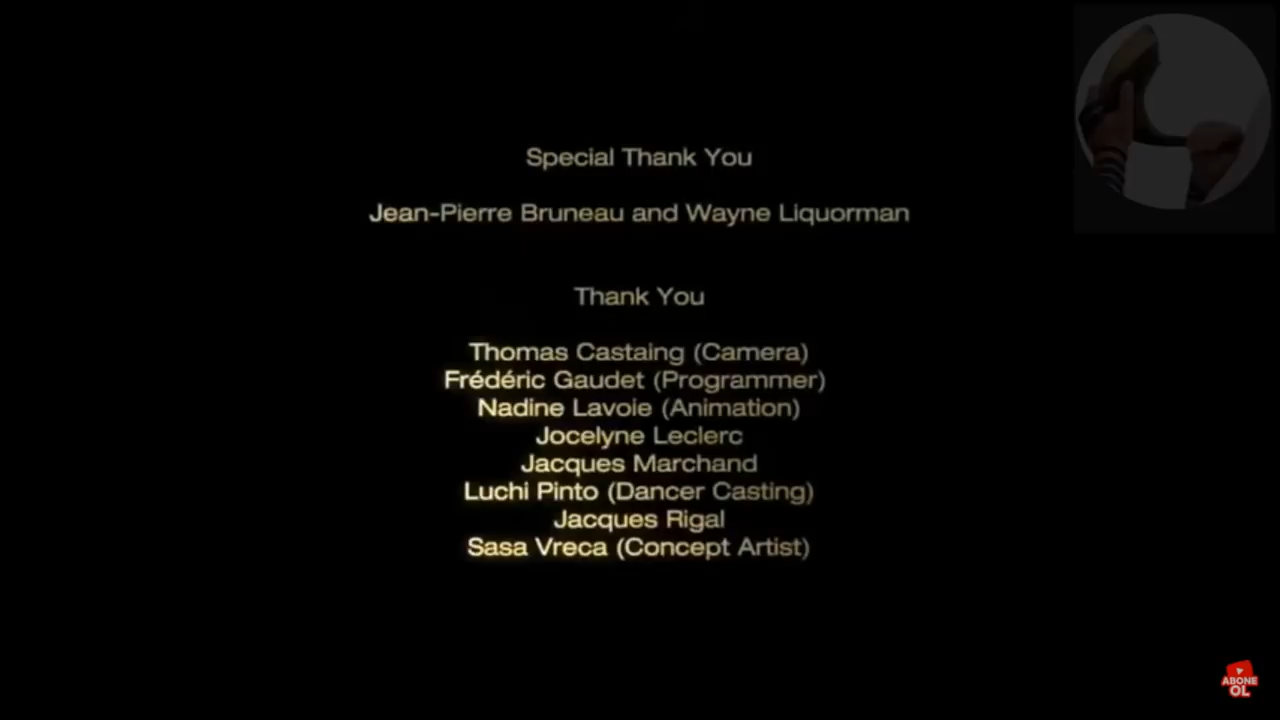 Special Thank You
Jean-Pierre Bruneau and Wayne Liquorman
Thank You
Thomas Castaing (Camera)
Frédéric Gaudet (Programmer)
Nadine Lavoie (Animation)
Jocelyne Leclerc
Jacques Marchand
Luchi Pinto (Dancer Casting)
Jacques Rigal
Sasa Vreca (Concept Artist)
ABONE
OL